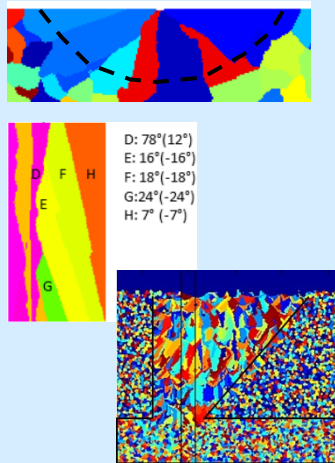 D: 78°(12°)
E: 16°(-16°)
F: 18°(-18°)
G:24°(-24°)
H: 7° (-7°)
D
F
H
E
G